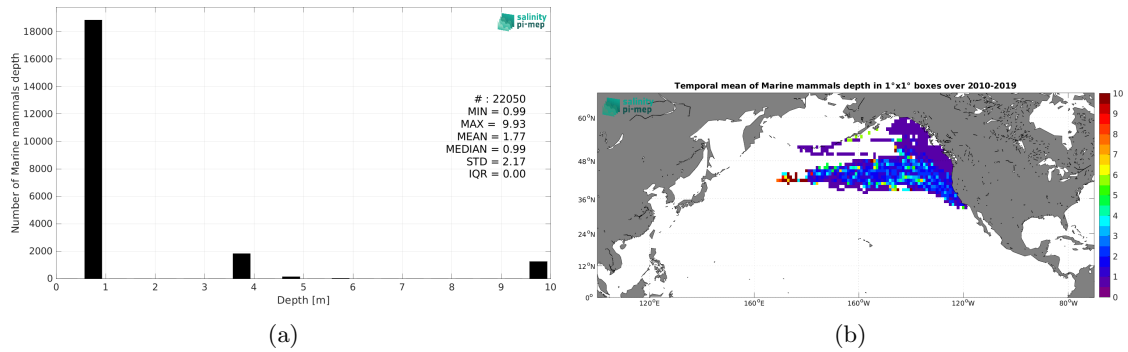 salinity
pi-mep
Number of Marine mammals depth
18000
16000
14000
12000
10000
8000
6000
4000
2000
0
# : 22050
MIN = 0.99
MAX = 9.93
MEAN = 1.77
MEDIAN = 0.99
STD = 2.17
IQR = 0.00
0 1 2 3 4 5 6 7 8 9 10
Depth [m]
(a)
Temporal mean of Marine mammals depth in 1°x1° boxes over 2010-2019
salinity
pi-mep
60°N
48°N
36°N
24°N
12°N
0°
120°E 160°E 160°W 120°W 80°W
10
9
8
7
6
5
4
3
2
1
0
(b)